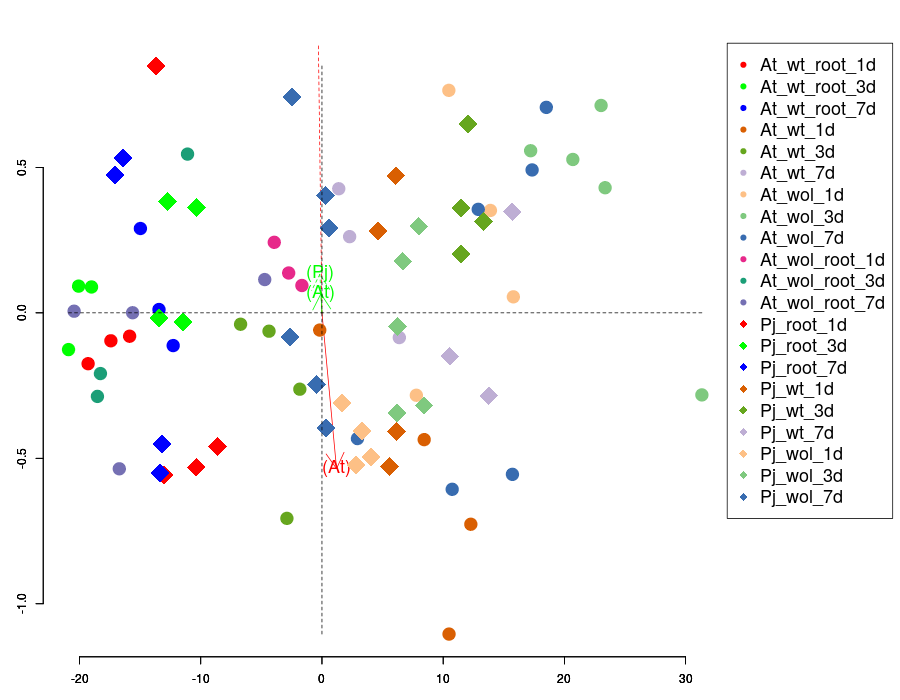 At_wt_root_1d
At_wt_root_3d
At_wt_root_7d
At_wt_1d
At_wt_3d
At_wt_7d
At_wol_1d
At_wol_3d
At_wol_7d
At_wol_root_1d
At_wol_root_3d
At_wol_root_7d
Pj_root_1d
Pj_root_3d
Pj_root_7d
Pj_wt_1d
Pj_wt_3d
Pj_wt_7d
Pj_wol_1d
Pj_wol_3d
Pj_wol_7d
0.5
(Pj)
(At)
0.0
-0.5
(At)
-1.0
-20 -10 0 10 20 30